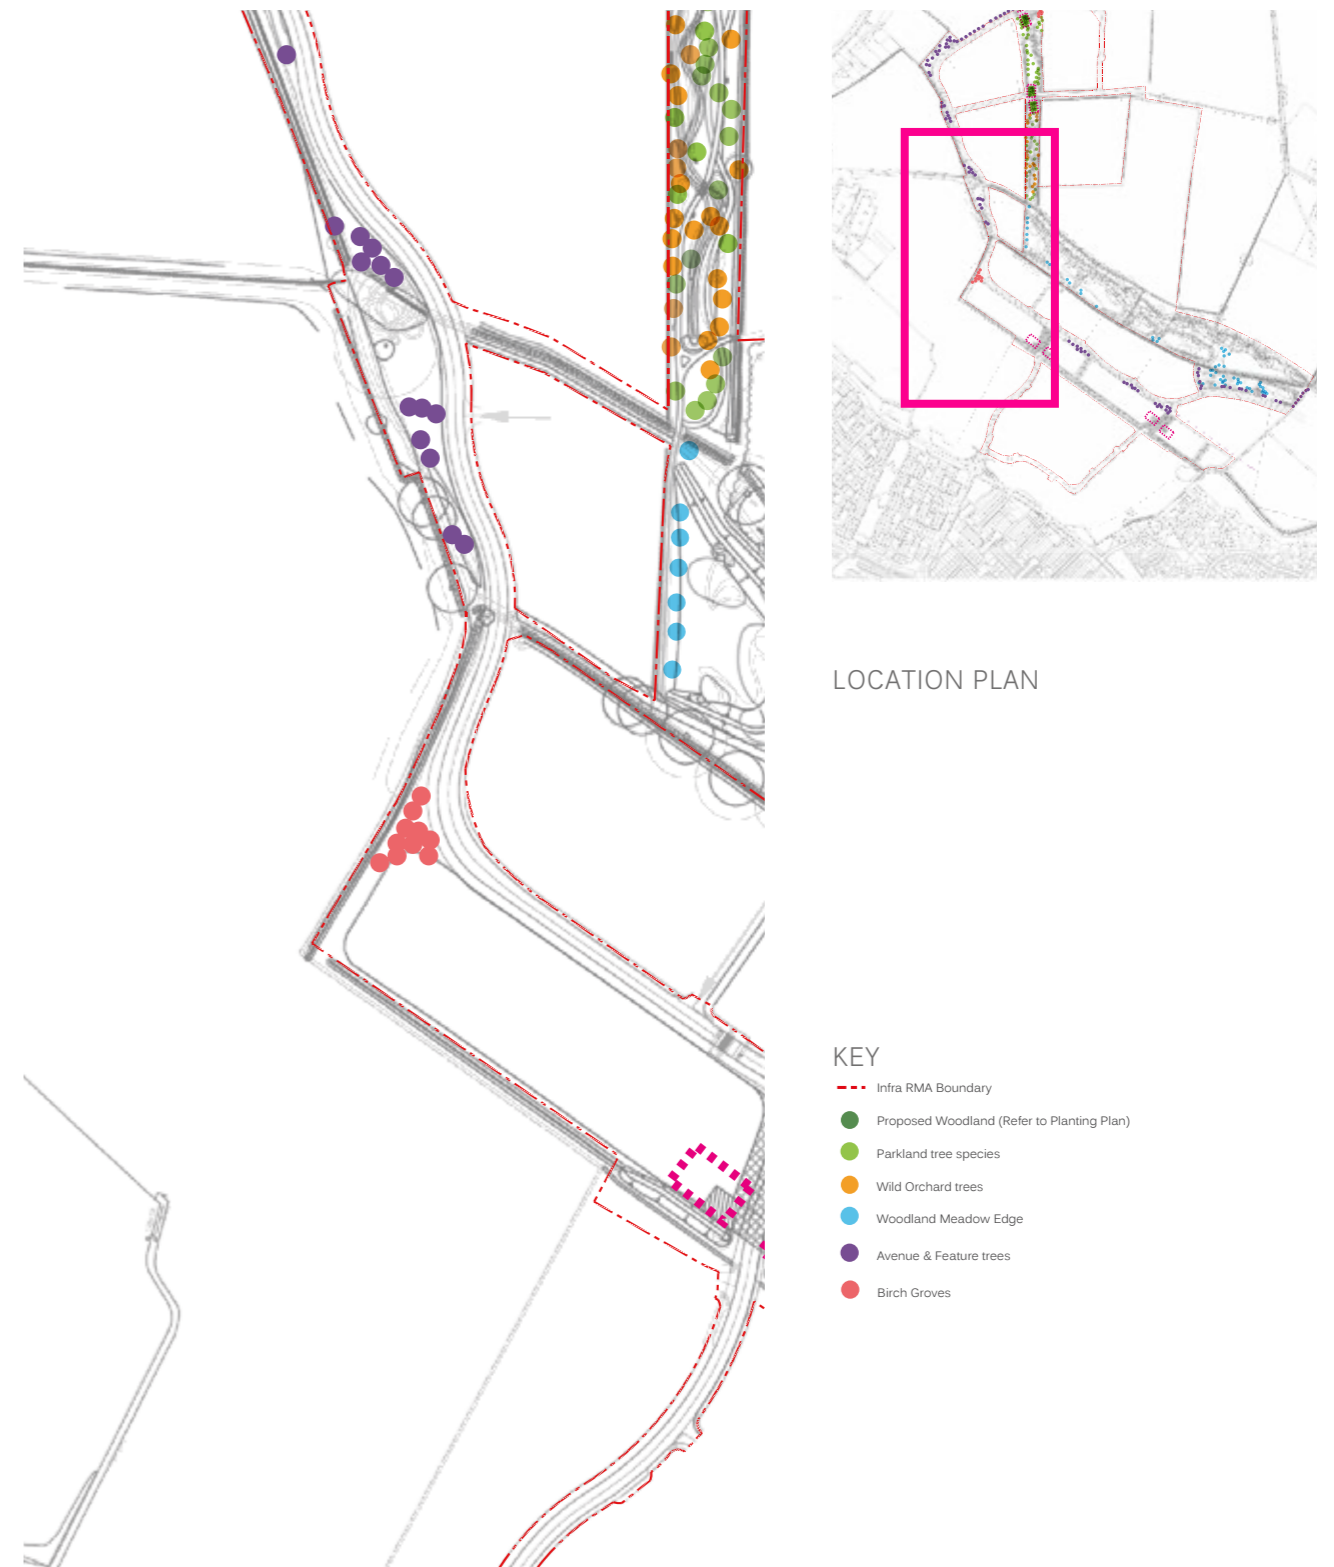 LOCATION PLAN
KEY
Infra RMA Boundary
Proposed Woodland (Refer to Planting Plan)
Parkland tree species
Wild Orchard trees
Woodland Meadow Edge
Avenue & Feature trees
Birch Groves